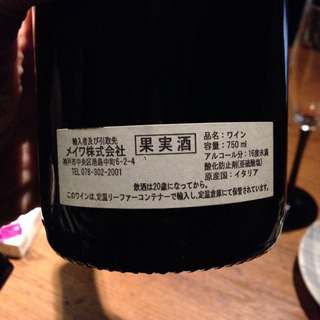 輸入者及び引取先
メイワ株式会社
神戸市中央区港島中町6-2-4
TEL 078-302-2001
果実酒
品名：ワイン
容量：750ml
アルコール分：16度未満
酸化防止剤(亜硫酸塩)
原産国：イタリア
飲酒は20歳になってから。
このワインは、定温リーファーコンテナーで輸入し、定温倉庫にて保管されています。